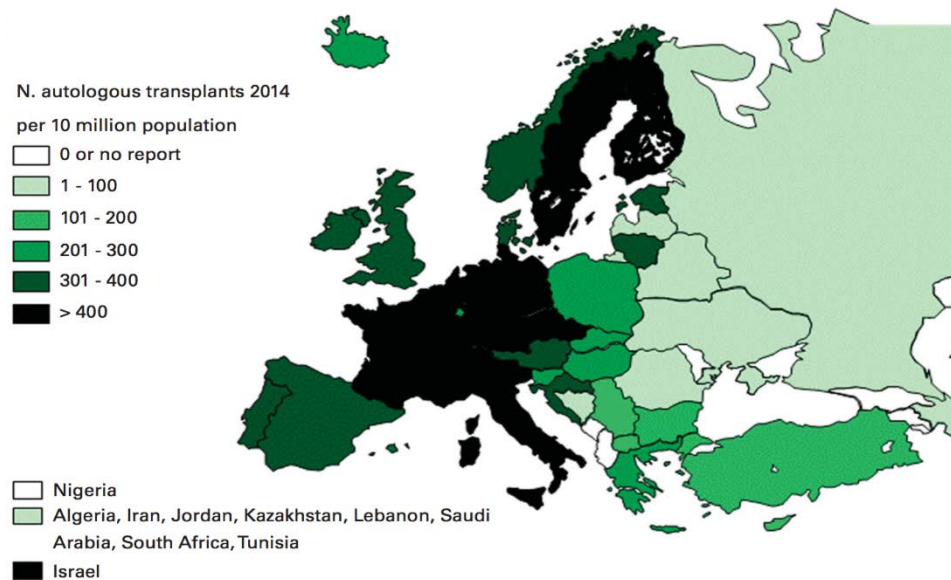 N. autologous transplants 2014
per 10 million population
0 or no report
1 - 100
101 - 200
201 - 300
301 - 400
> 400
Nigeria
Algeria, Iran, Jordan, Kazakhstan, Lebanon, Saudi
Arabia, South Africa, Tunisia
Israel